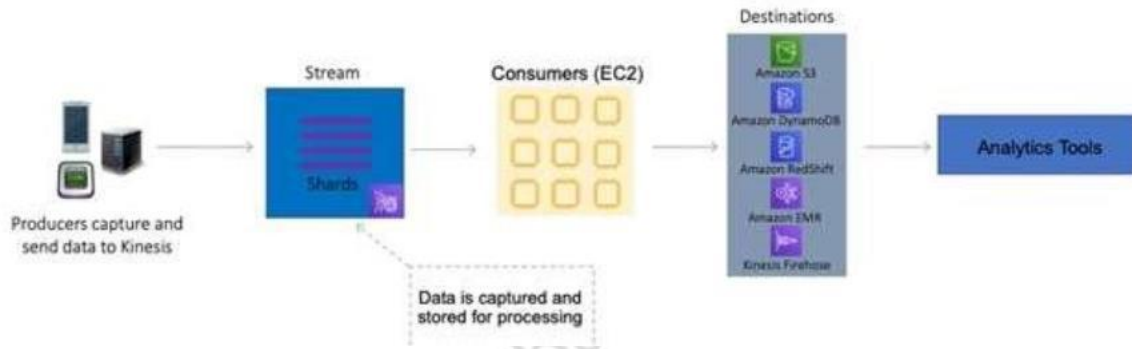 Producers capture and
send data to Kinesis
Stream
Shards
Data is captured and
stored for processing
Consumers (EC2)
Destinations
Amazon S3
Amazon DynamoDB
Amazon RedShift
Amazon EMR
Kinesis Firehose
Analytics Tools